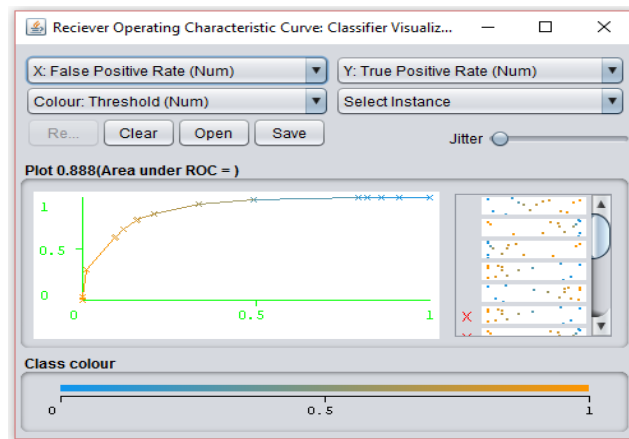 Reciever Operating Characteristic Curve: Classifier Visualiz...
X: False Positive Rate (Num)
Y: True Positive Rate (Num)
Colour: Threshold (Num)
Select Instance
Re...
Clear
Open
Save
Jitter
Plot 0.888(Area under ROC = )
1
0.5
0
0
0.5
1
X
Class colour
0
0.5
1